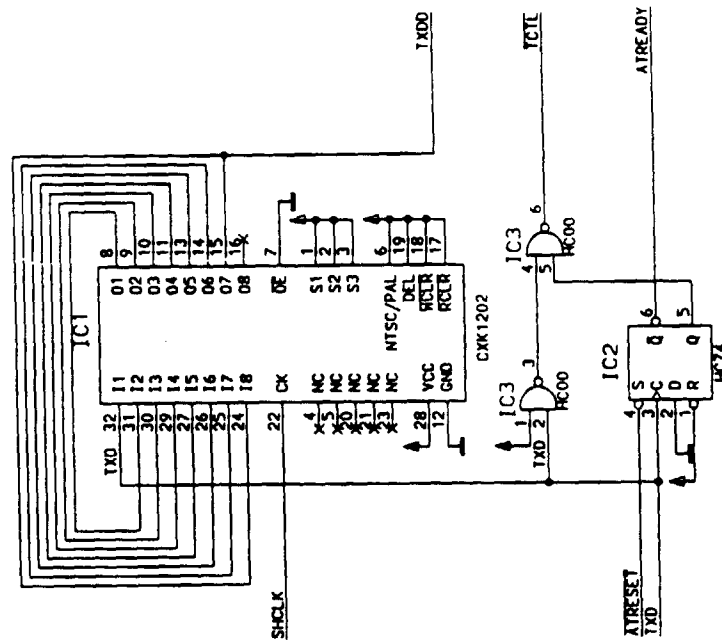 TXDD
TCTL
ATREADY
IC1
8 O1
9 O2
10 O3
11 O4
13 O5
14 O6
15 O7
16 O8
7 OE
1 S1
2 S2
3 S3
6 NTSC/PAL
19 DEL
18 WCLR
17 RCLR
CXK1202
TXD
32 I1
31 I2
30 I3
29 I4
27 I5
26 I6
25 I7
24 I8
22 CK
4 NC
5 NC
20 NC
21 NC
23 NC
28 VCC
12 GND
SHCLK
IC3
HC00
4
5
6
IC3
HC00
1
2
3
TXD
IC2
HC74
4 S
3 C
2 D
1 R
6 Q
5 Q
ATRESET
TXD